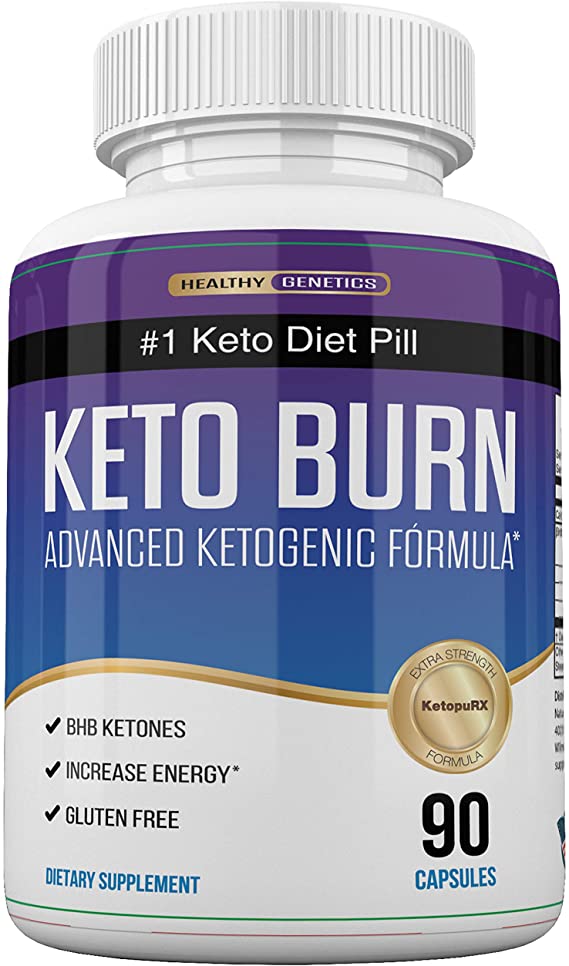 HEALTHY GENETICS
#1 Keto Diet Pill
KETO BURN
ADVANCED KETOGENIC FÓRMULA*
✔ BHB KETONES
✔ INCREASE ENERGY*
✔ GLUTEN FREE
DIETARY SUPPLEMENT
EXTRA STRENGTH
KetopuRX
FORMULA
90
CAPSULES